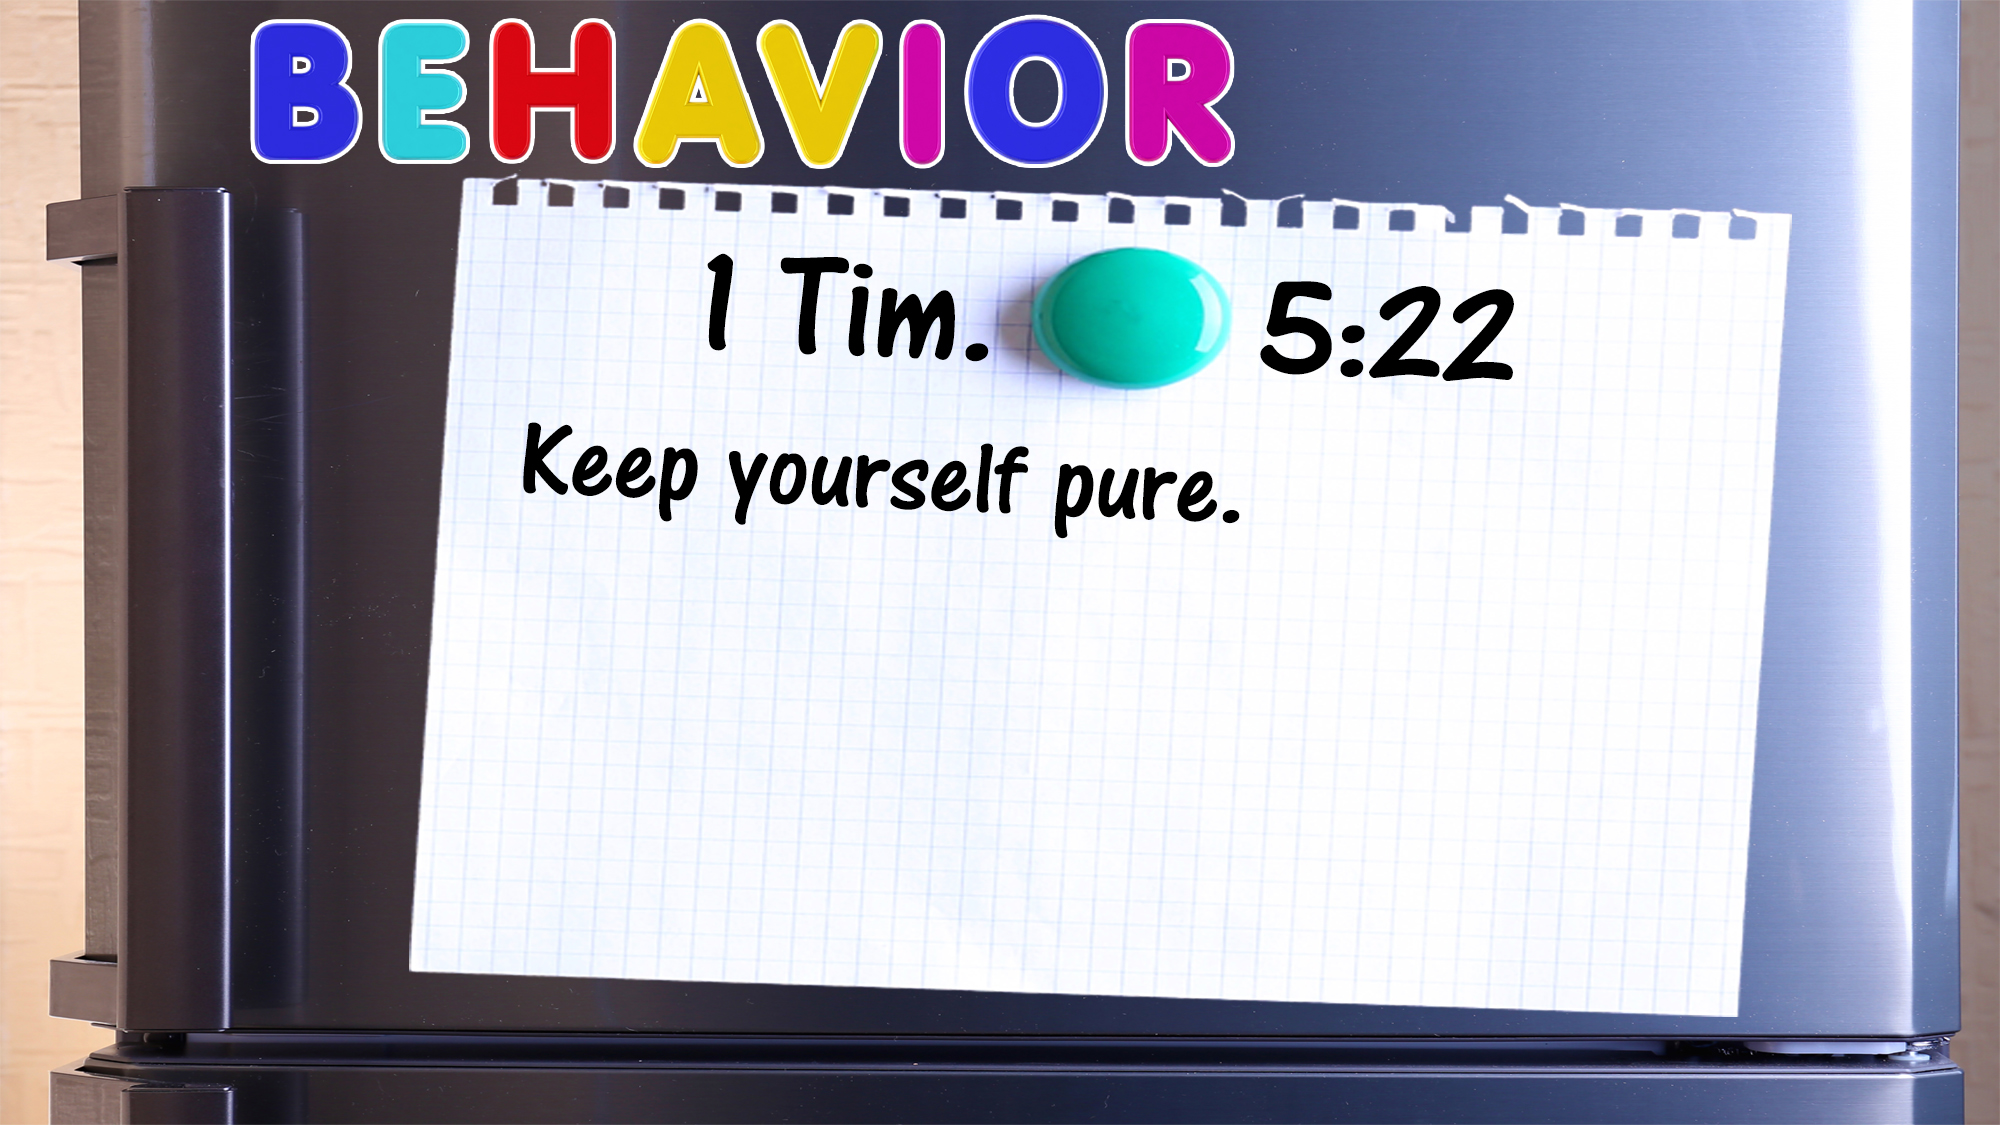 BEHAVIOR
1 Tim. 5:22
Keep yourself pure.